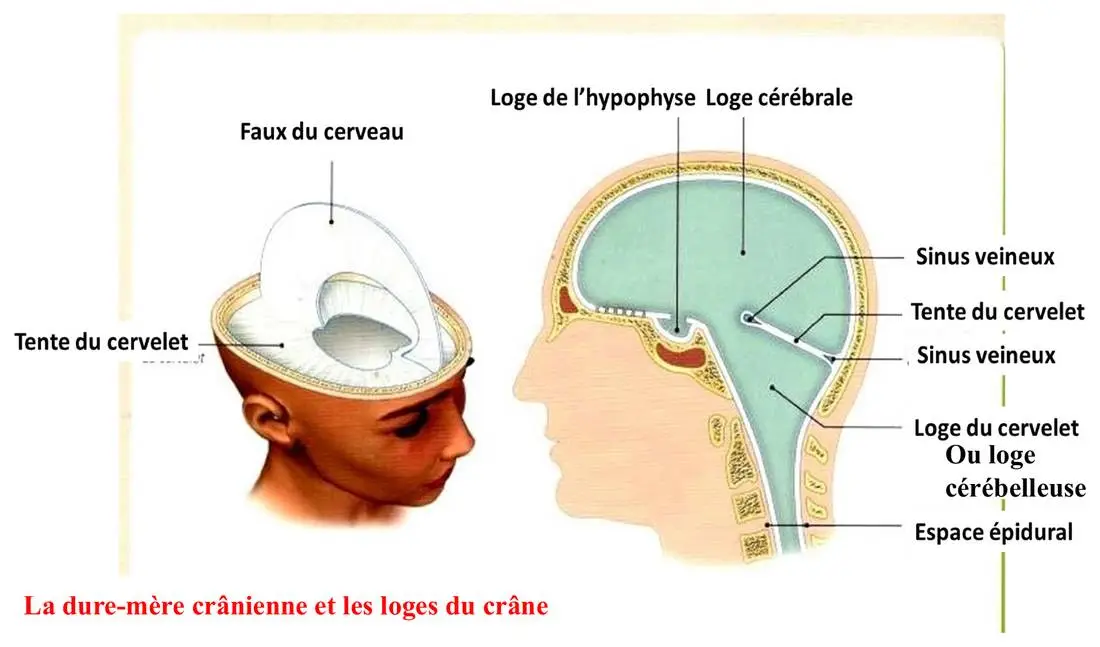 Loge de l'hypophyse
Loge cérébrale
Faux du cerveau
Sinus veineux
Tente du cervelet
Tente du cervelet
Sinus veineux
Loge du cervelet
Ou loge
cérébelleuse
Espace épidural
La dure-mère crânienne et les loges du crâne